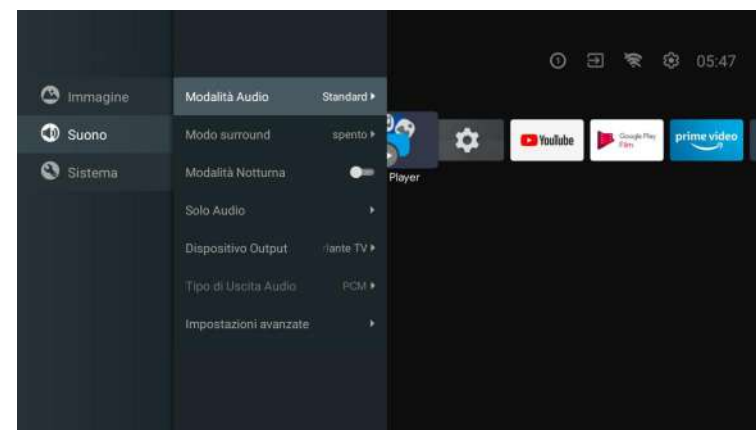 05:47
Immagine
Suono
Sistema
Modalità Audio Standard
Modo surround spento
Modalità Notturna
Solo Audio
Dispositivo Output rlante TV
Tipo di Uscita Audio PCM
Impostazioni avanzate
Player
YouTube
Google Play
Film
prime video